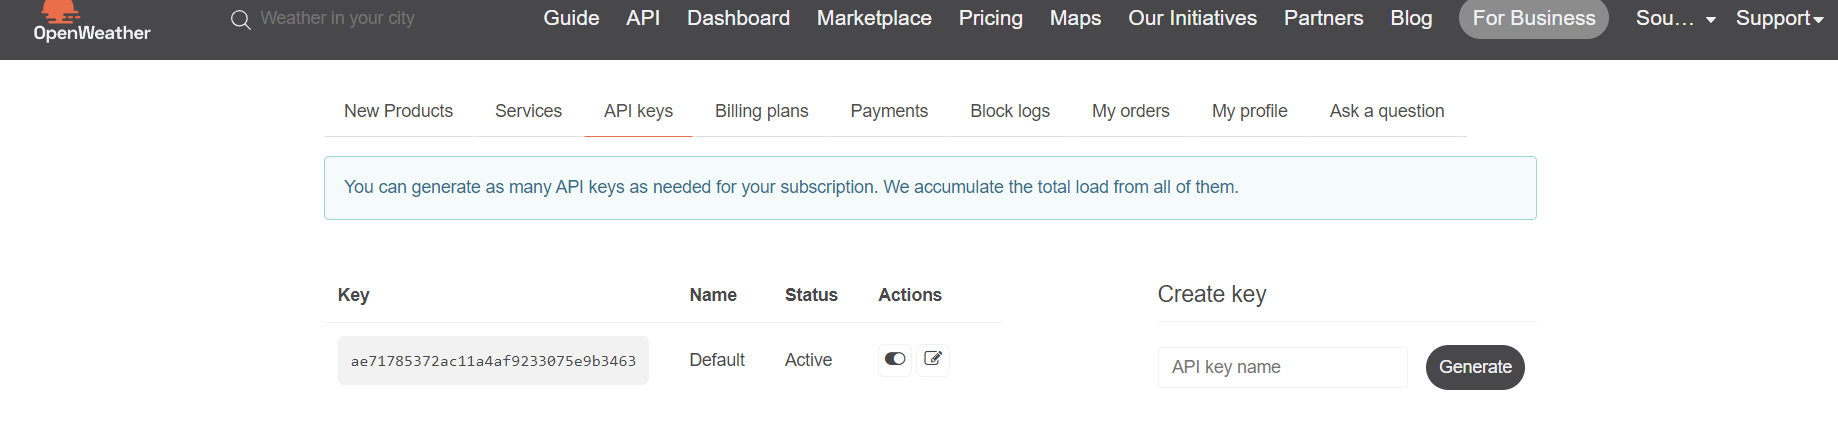 OpenWeather
Weather in your city
Guide API Dashboard Marketplace Pricing Maps Our Initiatives Partners Blog For Business Sou... Support
New Products Services API keys Billing plans Payments Block logs My orders My profile Ask a question
You can generate as many API keys as needed for your subscription. We accumulate the total load from all of them.
Key Name Status Actions
ae71785372ac11a4af9233075e9b3463 Default Active
Create key
API key name Generate